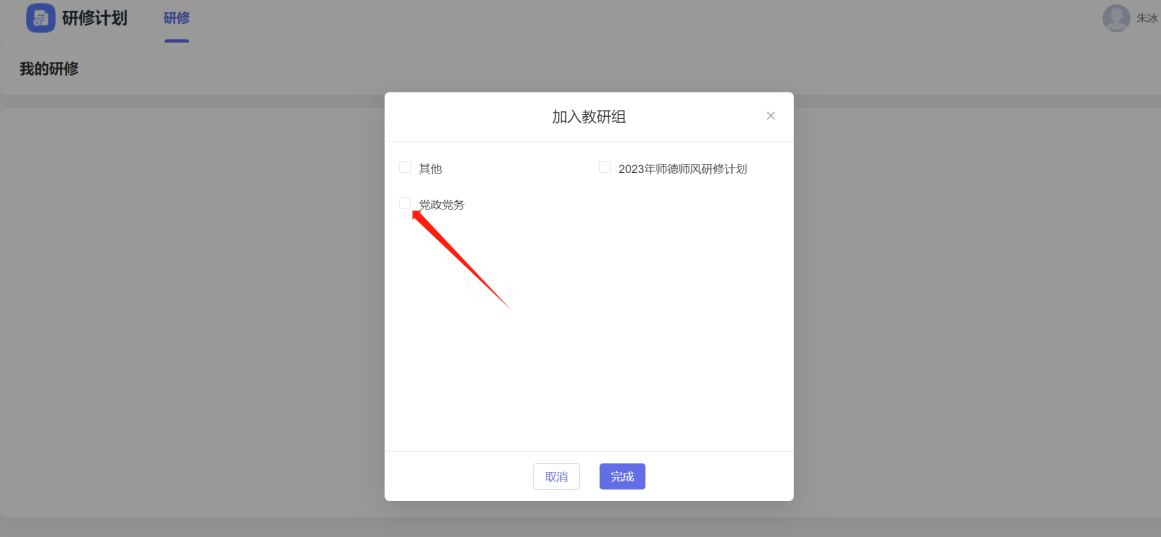 研修计划 研修 朱冰
我的研修
加入教研组
其他 2023年师德师风研修计划
党政党务
取消 完成